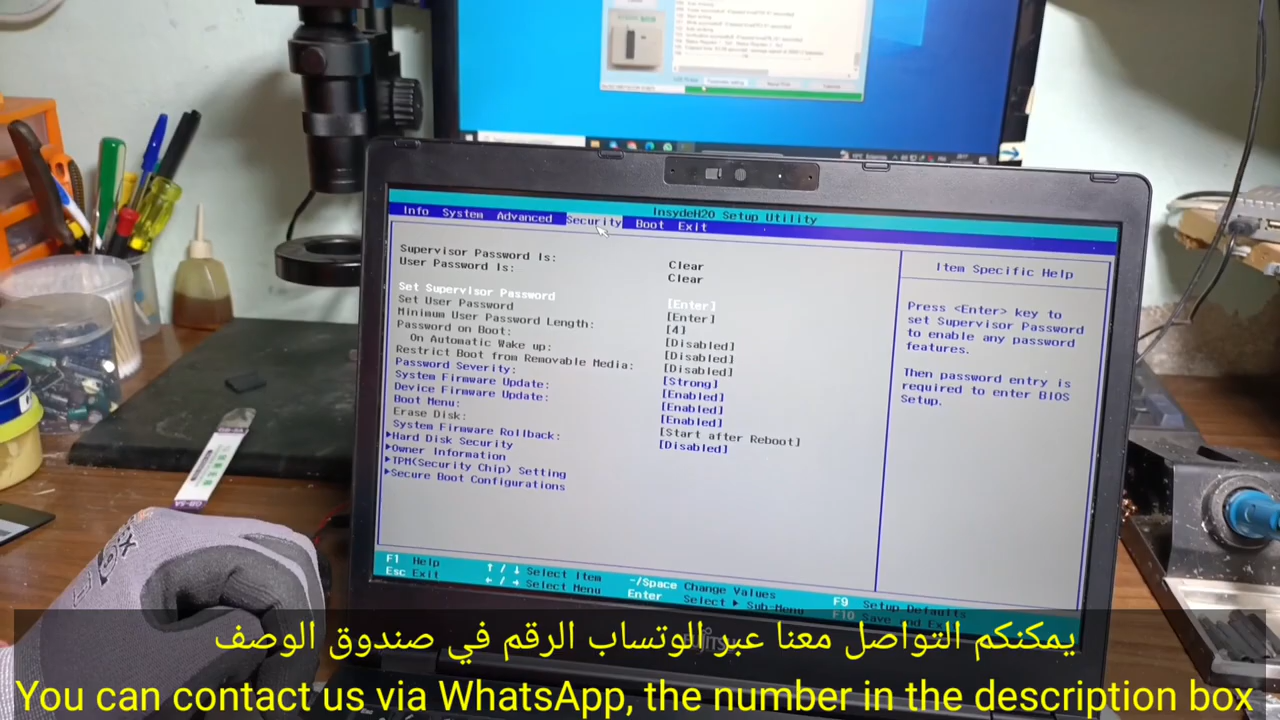 InsydeH2O Setup Utility
Info System Advanced Security Boot Exit
Supervisor Password Is: Clear
User Password Is: Clear
Set Supervisor Password [Enter]
Set User Password [Enter]
Minimum User Password Length: [4]
Password on Boot: [Disabled]
On Automatic Wake up: [Disabled]
Restrict Boot from Removable Media: [Disabled]
Password Severity: [Strong]
System Firmware Update: [Enabled]
Device Firmware Update: [Enabled]
Boot Menu: [Enabled]
Erase Disk: [Start after Reboot]
System Firmware Rollback: [Disabled]
Hard Disk Security
Owner Information
TPM(Security Chip) Setting
Secure Boot Configurations
Item Specific Help
Press <Enter> key to
set Supervisor Password
to enable any password
features.
Then password entry is
required to enter BIOS
Setup.
F1 Help ↑ / ↓ Select Item -/Space Change Values F9 Setup Defaults
Esc Exit ← / → Select Menu Enter Select ▶ Sub-Menu F10 Save and Exit
FUJITSU
يمكنكم التواصل معنا عبر الوتساب الرقم في صندوق الوصف
You can contact us via WhatsApp, the number in the description box